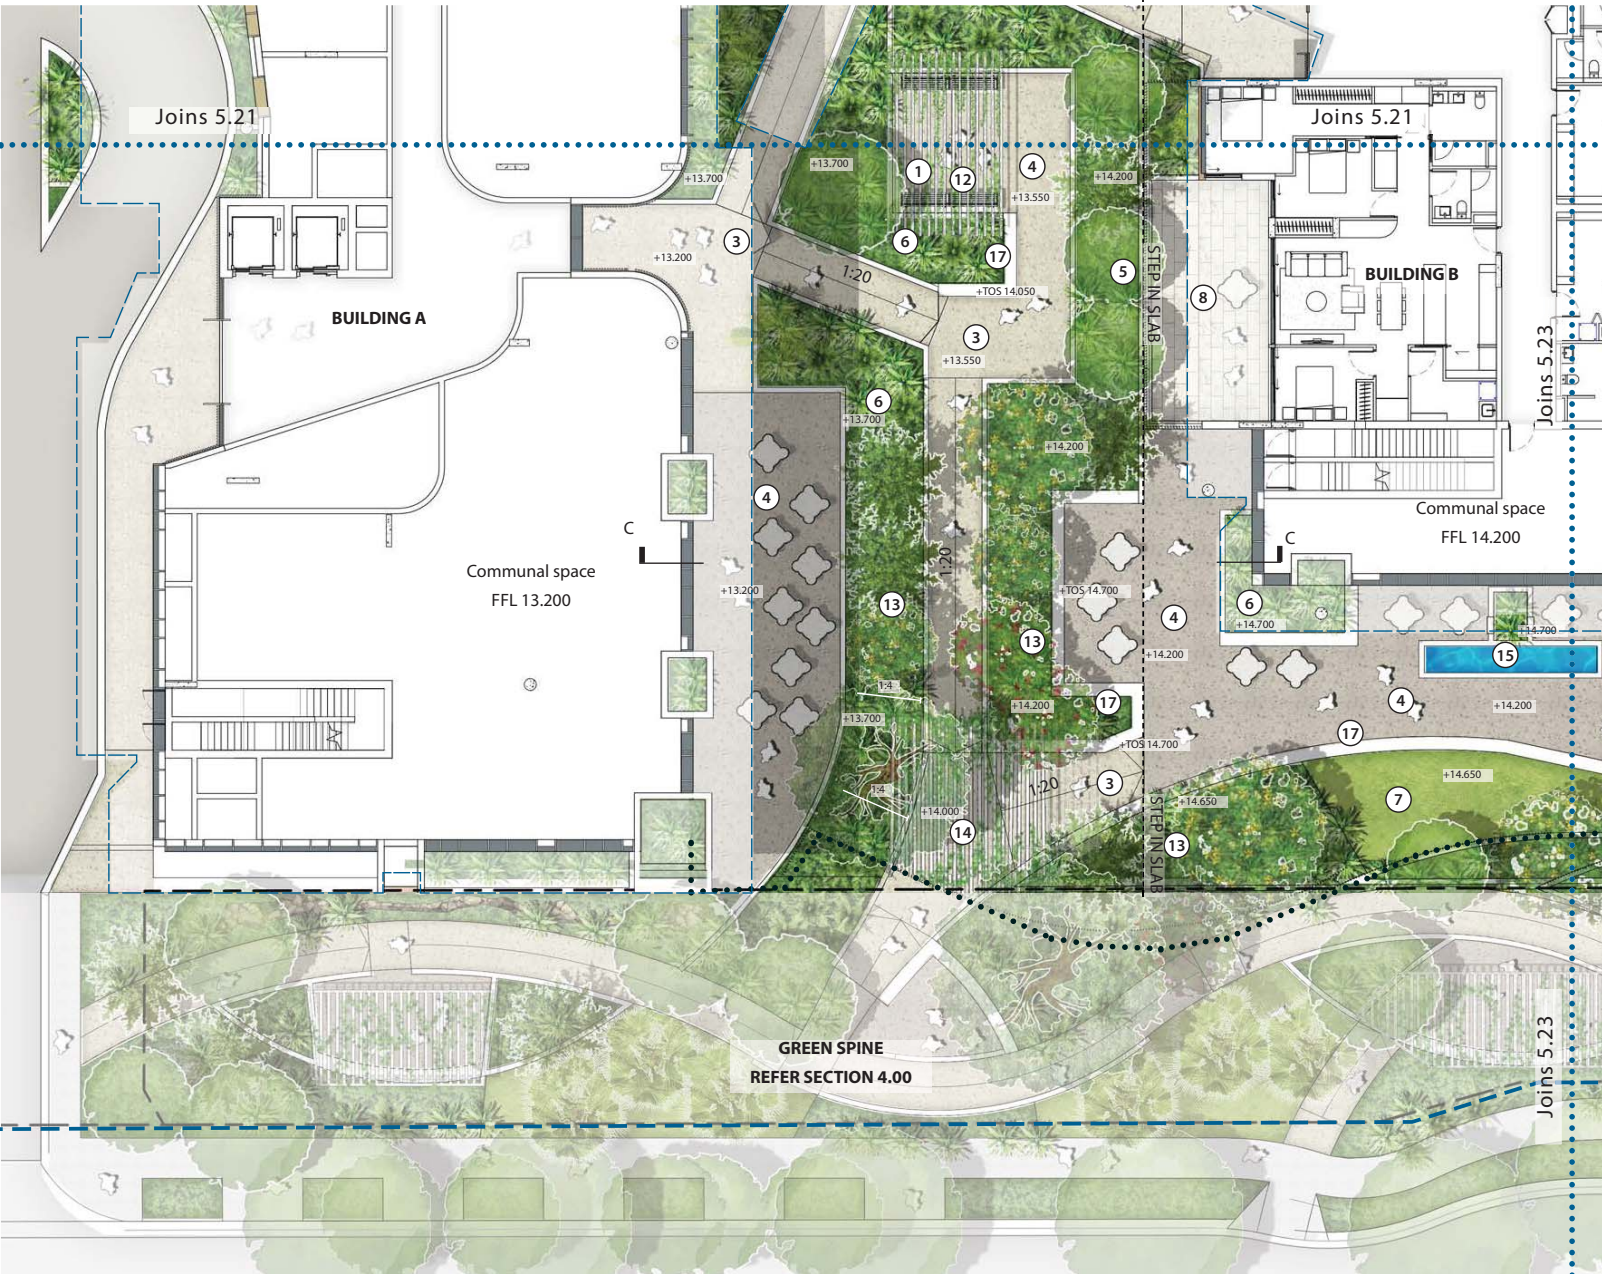 Joins 5.21
Joins 5.21
+13.700
+13.700
1
12
4
+13.550
+14.200
3
+13.200
6
17
5
STEP IN SLAB
1:20
+TOS 14.050
8
BUILDING B
BUILDING A
3
+13.550
Joins 5.23
6
+13.700
+14.200
4
C
Communal space
FFL 13.200
Communal space
FFL 14.200
C
1:20
+13.200
13
+TOS 14.700
4
6
+14.700
+14.700
13
+14.200
15
1:4
+13.700
+14.200
17
4
+14.200
+TOS 14.700
17
1:20
3
+14.650
1:4
+14.000
+14.650
7
14
STEP IN SLAB
13
GREEN SPINE
REFER SECTION 4.00
Joins 5.23